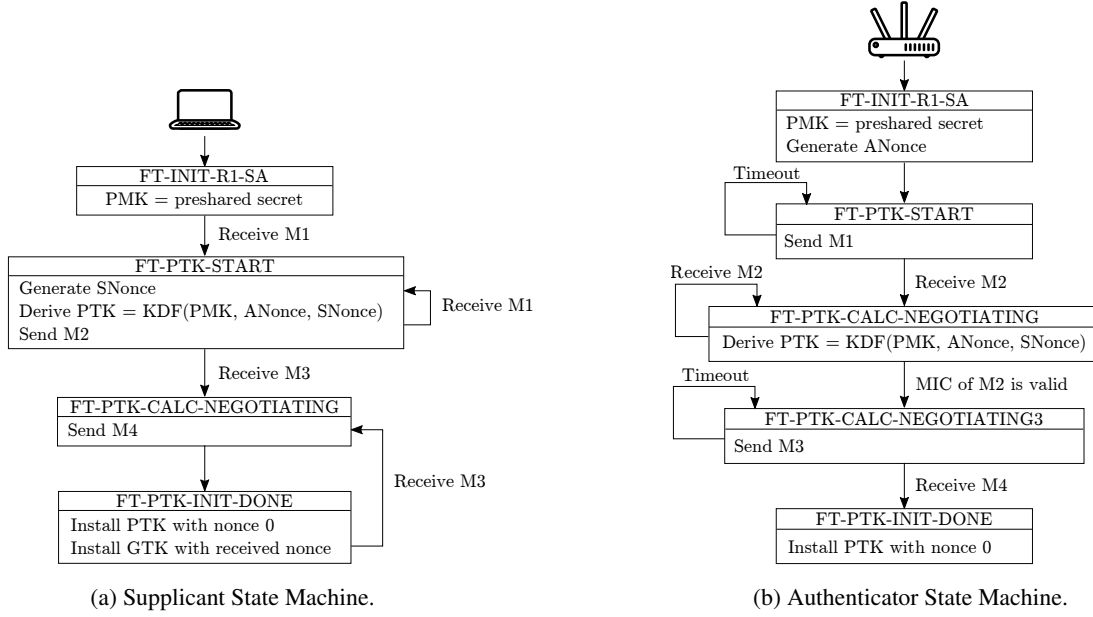 FT-INIT-R1-SA
PMK = preshared secret
Receive M1
FT-PTK-START
Generate SNonce
Derive PTK = KDF(PMK, ANonce, SNonce)
Send M2
Receive M1
Receive M3
FT-PTK-CALC-NEGOTIATING
Send M4
Receive M3
FT-PTK-INIT-DONE
Install PTK with nonce 0
Install GTK with received nonce
(a) Supplicant State Machine.
FT-INIT-R1-SA
PMK = preshared secret
Generate ANonce
Timeout
FT-PTK-START
Send M1
Receive M2
Receive M2
FT-PTK-CALC-NEGOTIATING
Derive PTK = KDF(PMK, ANonce, SNonce)
Timeout
MIC of M2 is valid
FT-PTK-CALC-NEGOTIATING3
Send M3
Receive M4
FT-PTK-INIT-DONE
Install PTK with nonce 0
(b) Authenticator State Machine.